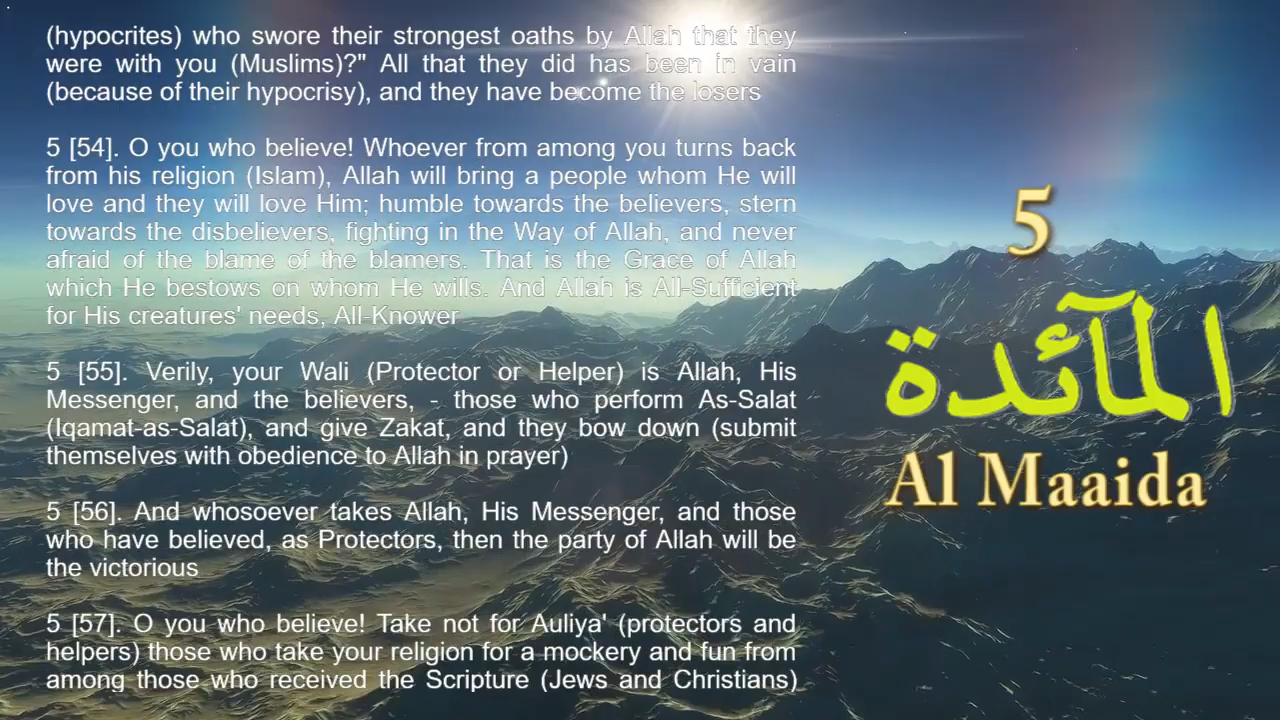 (hypocrites) who swore their strongest oaths by Allah that they
were with you (Muslims)?" All that they did has been in vain
(because of their hypocrisy), and they have become the losers
5 [54]. O you who believe! Whoever from among you turns back
from his religion (Islam), Allah will bring a people whom He will
love and they will love Him; humble towards the believers, stern
towards the disbelievers, fighting in the Way of Allah, and never
afraid of the blame of the blamers. That is the Grace of Allah
which He bestows on whom He wills. And Allah is All-Sufficient
for His creatures' needs, All-Knower
5 [55]. Verily, your Wali (Protector or Helper) is Allah, His
Messenger, and the believers, - those who perform As-Salat
(Iqamat-as-Salat), and give Zakat, and they bow down (submit
themselves with obedience to Allah in prayer)
5 [56]. And whosoever takes Allah, His Messenger, and those
who have believed, as Protectors, then the party of Allah will be
the victorious
5 [57]. O you who believe! Take not for Auliya' (protectors and
helpers) those who take your religion for a mockery and fun from
among those who received the Scripture (Jews and Christians)
5
المآئدة
Al Maaida